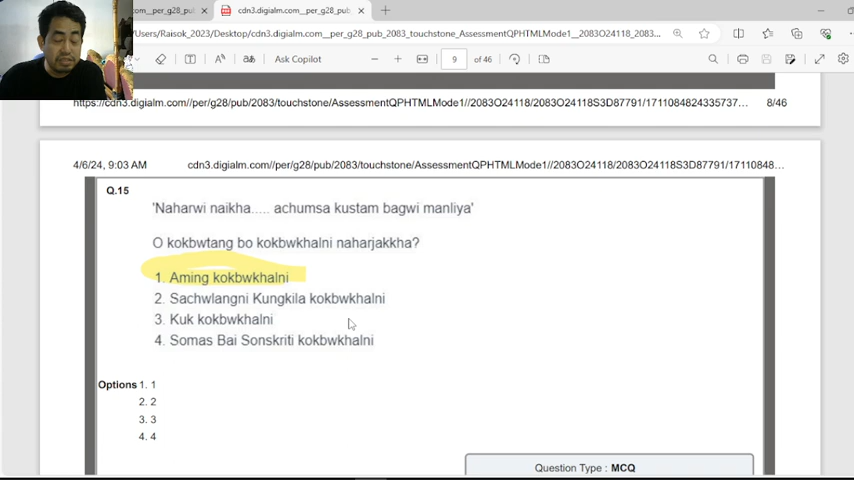 com__per_g28_pub_
cdn3.digialm.com__per_g28_pub_
/Users/Raisok_2023/Desktop/cdn3.digialm.com__per_g28_pub_2083_touchstone_AssessmentQPHTMLMode1__2083O24118_2083...
Ask Copilot
9 of 46
https://cdn3.digialm.com//per/g28/pub/2083/touchstone/AssessmentQPHTMLMode1//2083O24118/2083O24118S3D87791/1711084824335737... 8/46
4/6/24, 9:03 AM cdn3.digialm.com//per/g28/pub/2083/touchstone/AssessmentQPHTMLMode1//2083O24118/2083O24118S3D87791/17110848...
Q.15
'Naharwi naikha..... achumsa kustam bagwi manliya'
O kokbwtang bo kokbwkhalni naharjakkha?
1. Aming kokbwkhalni
2. Sachwlangni Kungkila kokbwkhalni
3. Kuk kokbwkhalni
4. Somas Bai Sonskriti kokbwkhalni
Options 1. 1
2. 2
3. 3
4. 4
Question Type : MCQ